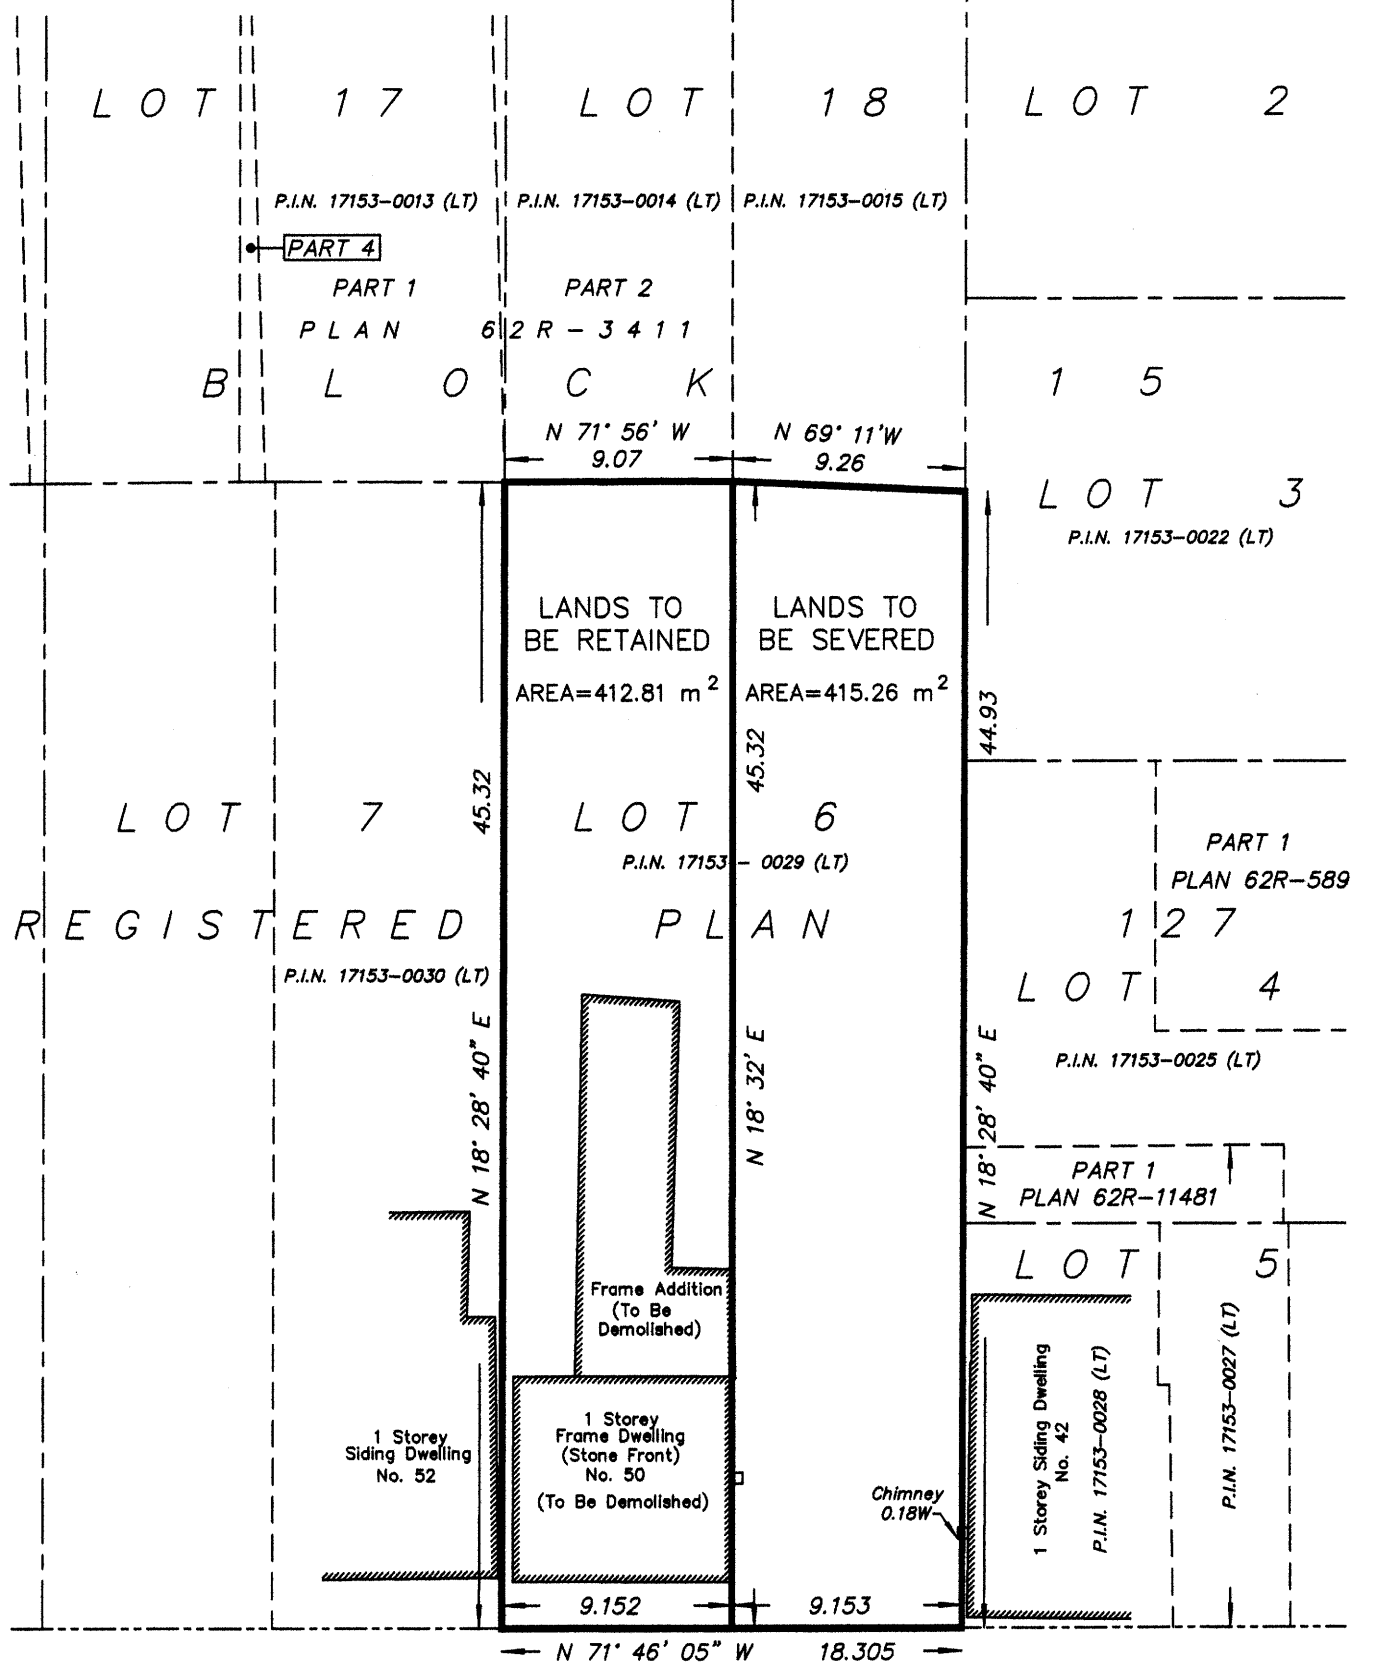 LOT 17
LOT 18
LOT 2
P.I.N. 17153-0013 (LT)
P.I.N. 17153-0014 (LT)
P.I.N. 17153-0015 (LT)
PART 4
PART 1
PART 2
PLAN 62R-3411
BLOCK 15
N 71° 56' W
9.07
N 69° 11'W
9.26
LOT 3
P.I.N. 17153-0022 (LT)
LANDS TO
BE RETAINED
AREA=412.81 m²
LANDS TO
BE SEVERED
AREA=415.26 m²
45.32
45.32
44.93
LOT 7
LOT 6
P.I.N. 17153-0029 (LT)
PART 1
PLAN 62R-589
REGISTERED PLAN 127
P.I.N. 17153-0030 (LT)
LOT 4
P.I.N. 17153-0025 (LT)
N 18° 28' 40" E
N 18° 32' E
N 18° 28' 40" E
PART 1
PLAN 62R-11481
LOT 5
Frame Addition
(To Be
Demolished)
1 Storey
Siding Dwelling
No. 52
1 Storey
Frame Dwelling
(Stone Front)
No. 50
(To Be Demolished)
Chimney
0.18W
1 Storey Siding Dwelling
No. 42
P.I.N. 17153-0028 (LT)
P.I.N. 17153-0027 (LT)
9.152
9.153
N 71° 46' 05" W 18.305